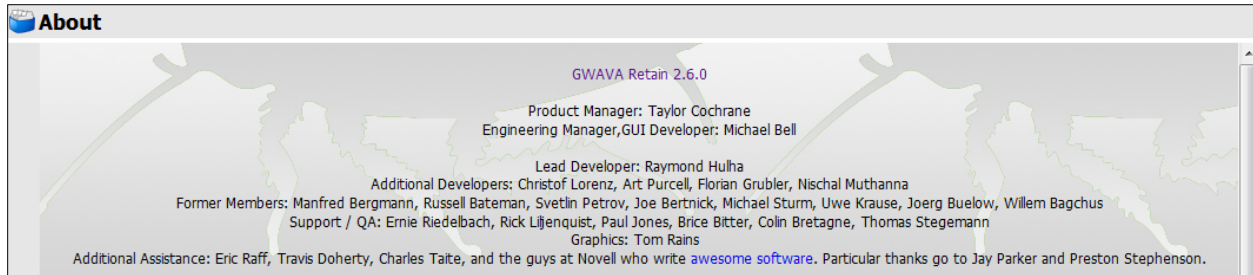 About
GWAVA Retain 2.6.0
Product Manager: Taylor Cochrane
Engineering Manager,GUI Developer: Michael Bell
Lead Developer: Raymond Hulha
Additional Developers: Christof Lorenz, Art Purcell, Florian Grubler, Nischal Muthanna
Former Members: Manfred Bergmann, Russell Bateman, Svetlin Petrov, Joe Bertnick, Michael Sturm, Uwe Krause, Joerg Buelow, Willem Bagchus
Support / QA: Ernie Riedelbach, Rick Liljenquist, Paul Jones, Brice Bitter, Colin Bretagne, Thomas Stegemann
Graphics: Tom Rains
Additional Assistance: Eric Raff, Travis Doherty, Charles Taite, and the guys at Novell who write awesome software. Particular thanks go to Jay Parker and Preston Stephenson.